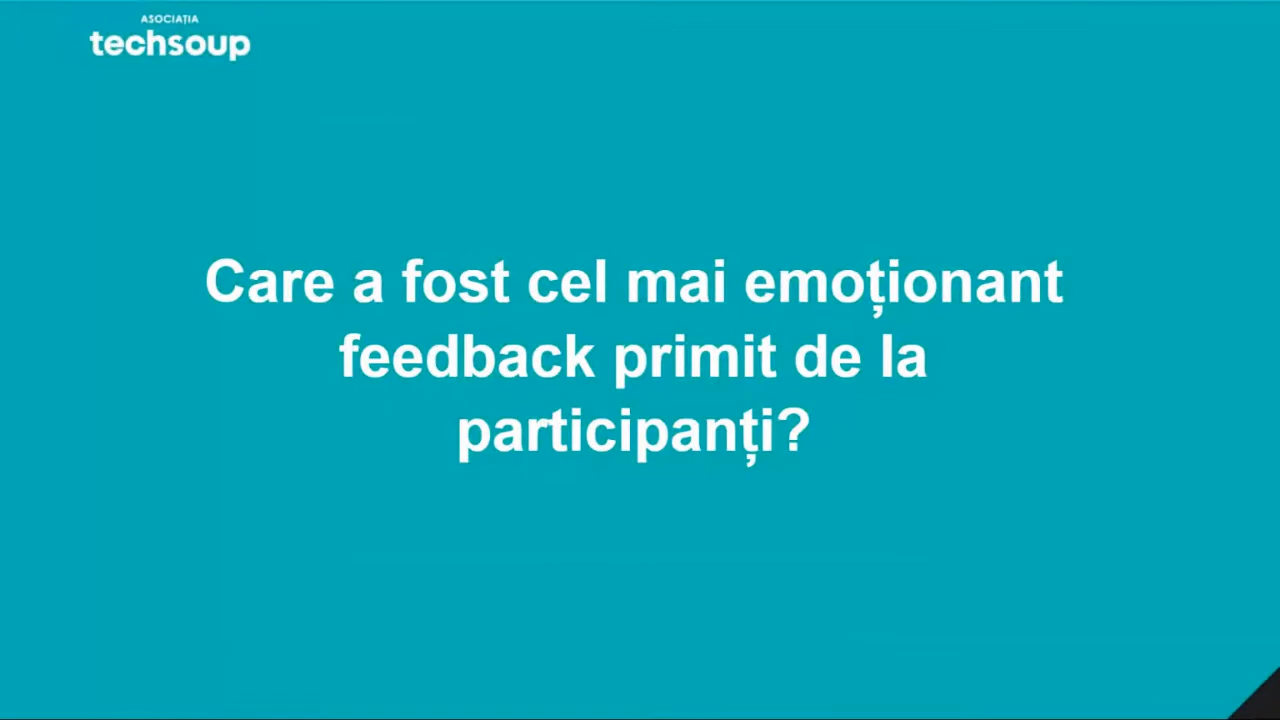 ASOCIAȚIA
techsoup
Care a fost cel mai emoționant
feedback primit de la
participanți?